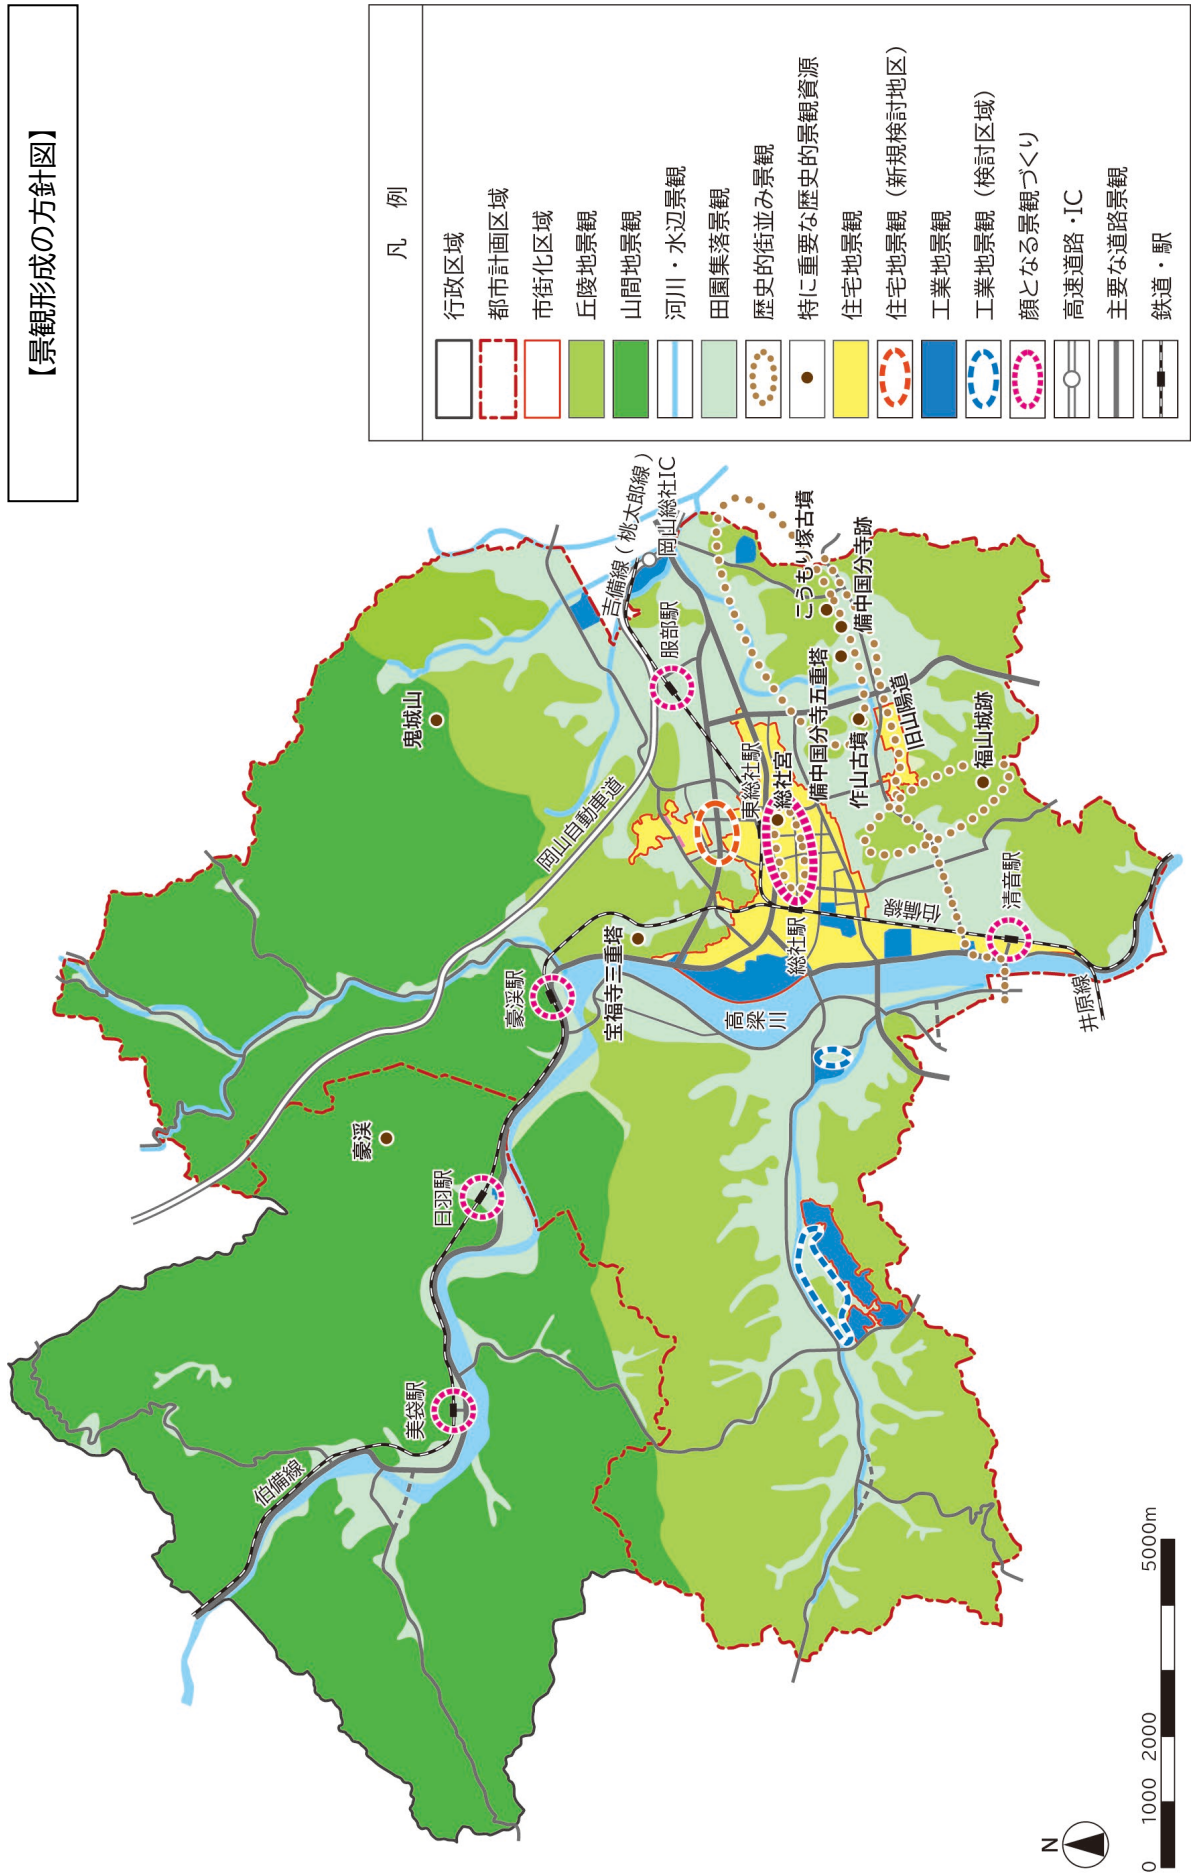 【景観形成の方針図】
凡 例
行政区域
都市計画区域
市街化区域
丘陵地景観
山間地景観
河川・水辺景観
田園集落景観
歴史的街並み景観
特に重要な歴史的景観資源
住宅地景観
住宅地景観（新規検討地区）
工業地景観
工業地景観（検討区域）
顔となる景観づくり
高速道路・IC
主要な道路景観
鉄道・駅
鬼城山
岡山自動車道
吉備線（桃太郎線）
岡山総社IC
服部駅
東総社駅
総社宮
こうもり塚古墳
備中国分寺跡
備中国分寺五重塔
作山古墳
旧山陽道
福山城跡
豪渓駅
宝福寺三重塔
総社駅
高梁川
伯備線
清音駅
井原線
豪渓
日羽駅
美袋駅
伯備線
N
0 1000 2000 5000m